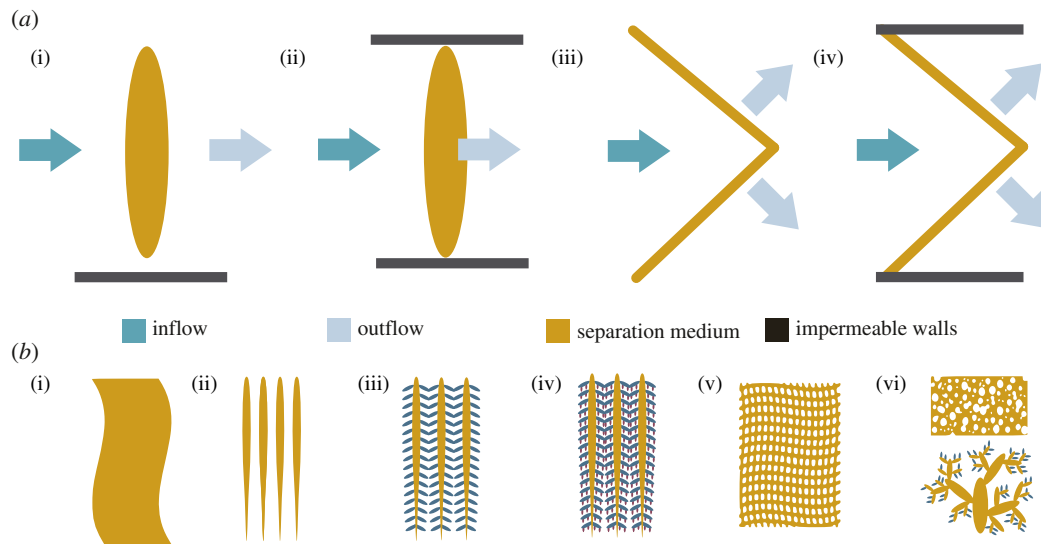 (a)
(i) (ii) (iii) (iv)
inflow outflow separation medium impermeable walls
(b)
(i) (ii) (iii) (iv) (v) (vi)